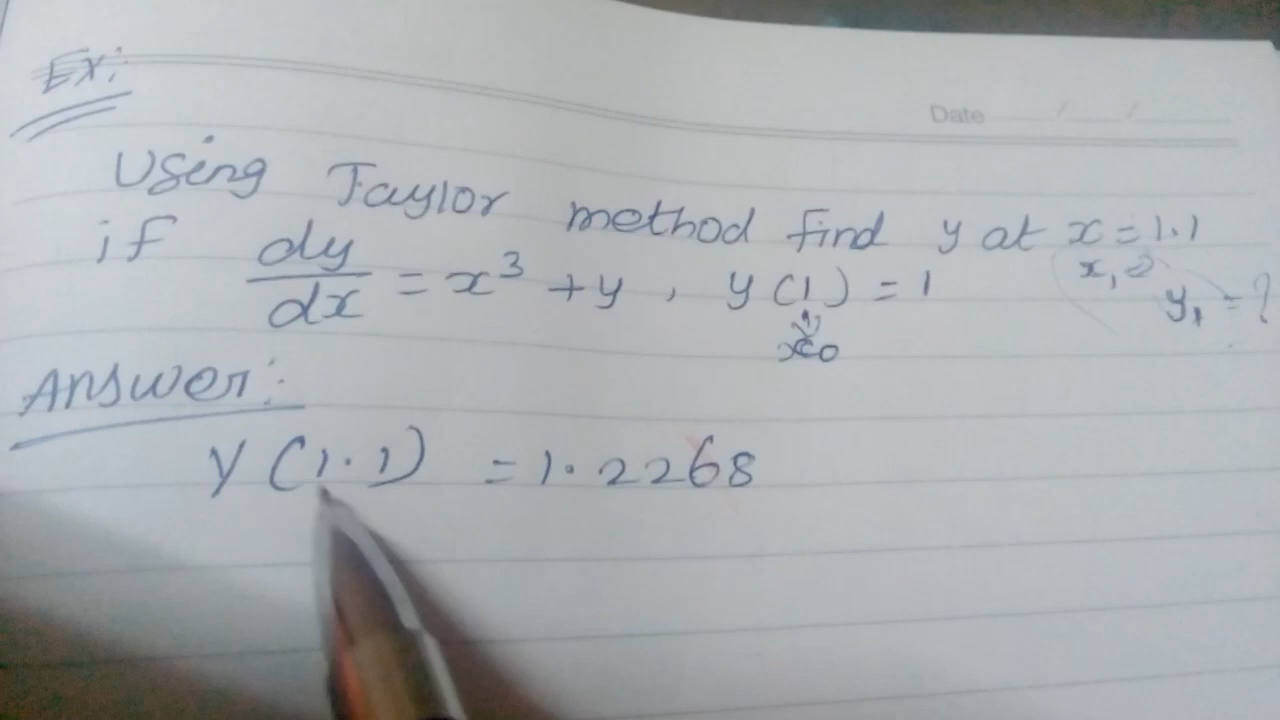 Ex:
Date / /
Using Taylor method find y at x = 1.1
if dy/dx = x³ + y , y(1) = 1
x₁ y₁ = ?
x₀
Answer:
y(1.1) = 1.2268